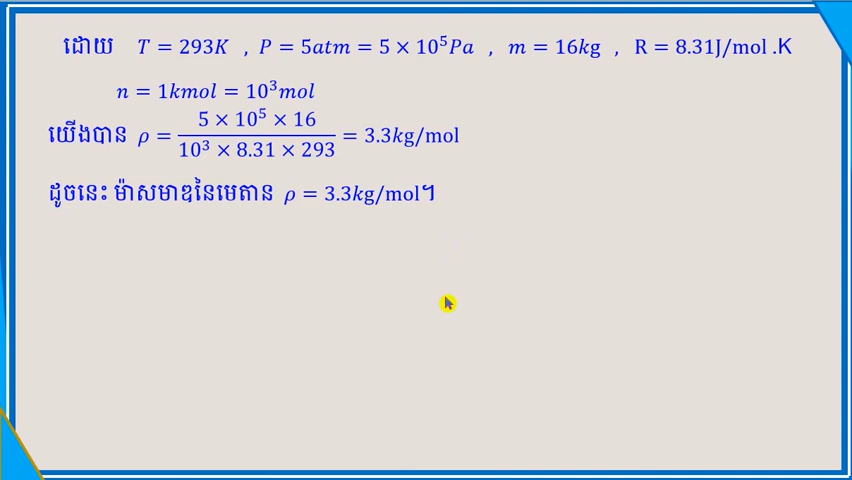 ដោយ T = 293K , P = 5atm = 5 × 10⁵Pa , m = 16kg , R = 8.31J/mol .K
n = 1kmol = 10³mol
យើងបាន ρ = (5 × 10⁵ × 16)/(10³ × 8.31 × 293) = 3.3kg/mol
ដូចនេះ ម៉ាសមាឌនៃមេតាន ρ = 3.3kg/mol។